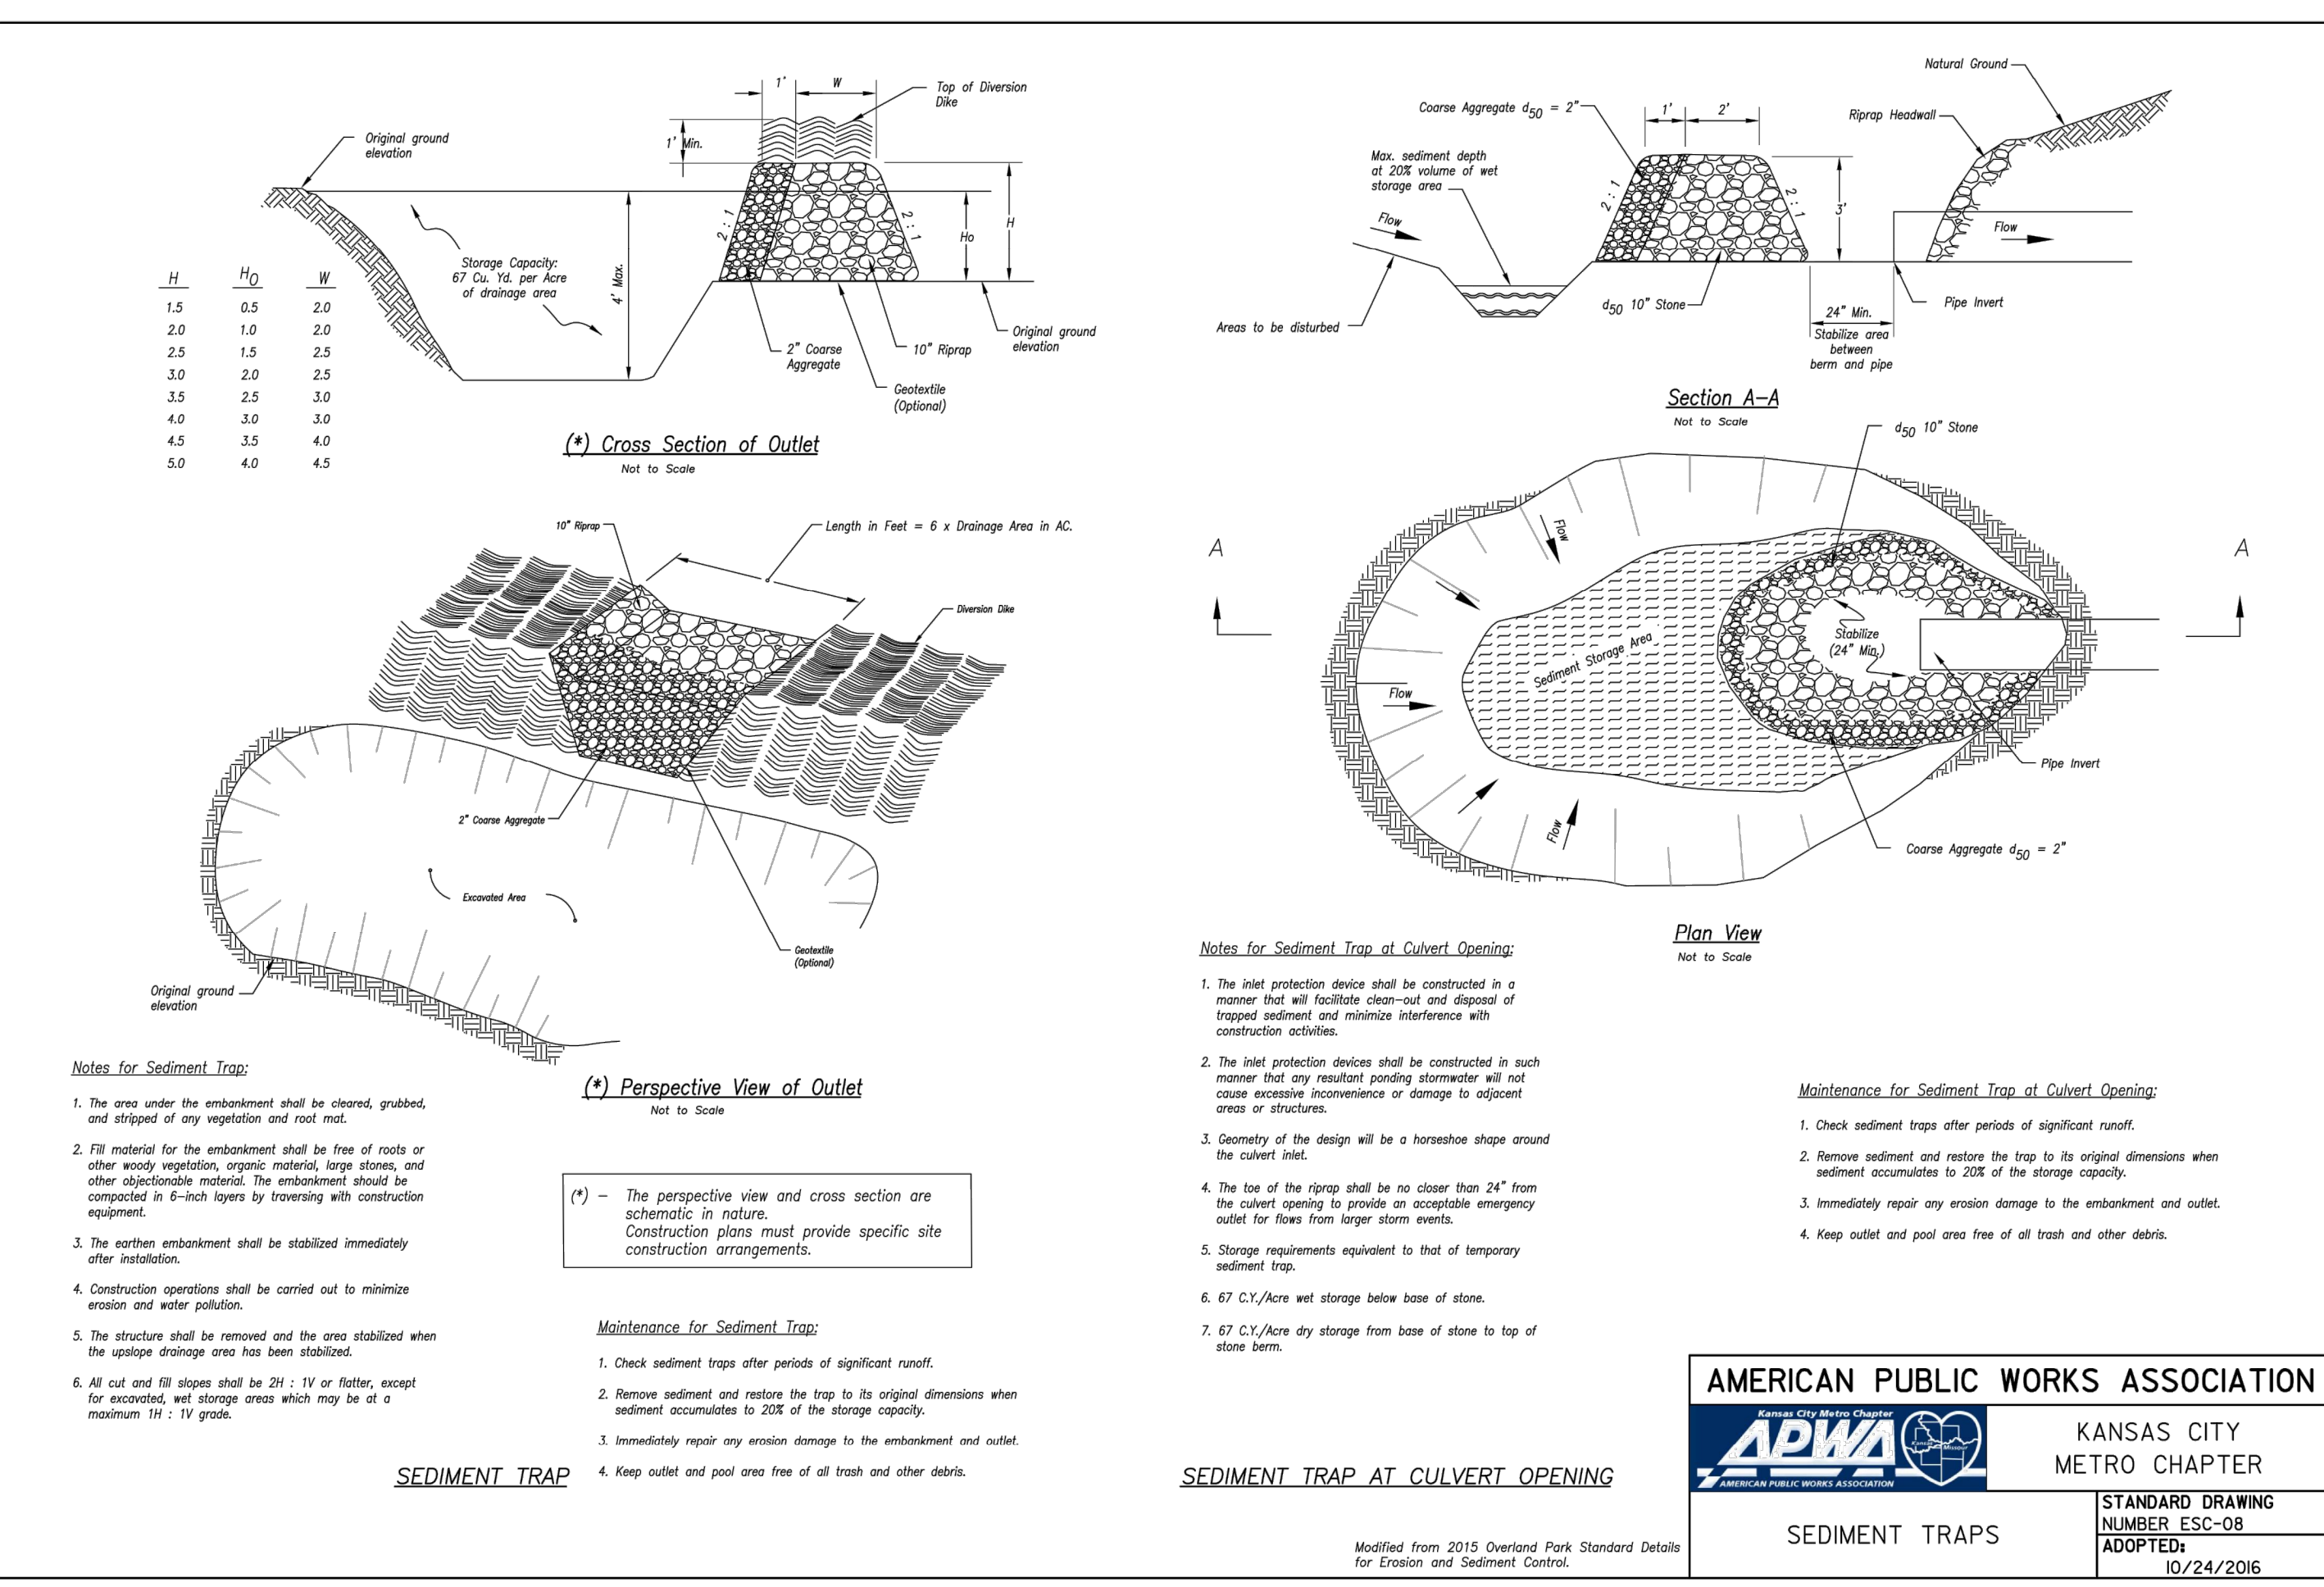 1'
W
Top of Diversion
Dike
1' Min.
Original ground
elevation
2 : 1
2 : 1
Ho
H
Storage Capacity:
67 Cu. Yd. per Acre
of drainage area
4' Max.
H HO W
1.5 0.5 2.0
2.0 1.0 2.0
2.5 1.5 2.5
3.0 2.0 2.5
3.5 2.5 3.0
4.0 3.0 3.0
4.5 3.5 4.0
5.0 4.0 4.5
2" Coarse
Aggregate
10" Riprap
Original ground
elevation
Geotextile
(Optional)
(*) Cross Section of Outlet
Not to Scale
10" Riprap
Length in Feet = 6 x Drainage Area in AC.
Diversion Dike
2" Coarse Aggregate
Excavated Area
Geotextile
(Optional)
Original ground
elevation
(*) Perspective View of Outlet
Not to Scale
Notes for Sediment Trap:
1. The area under the embankment shall be cleared, grubbed,
and stripped of any vegetation and root mat.
2. Fill material for the embankment shall be free of roots or
other woody vegetation, organic material, large stones, and
other objectionable material. The embankment should be
compacted in 6-inch layers by traversing with construction
equipment.
3. The earthen embankment shall be stabilized immediately
after installation.
4. Construction operations shall be carried out to minimize
erosion and water pollution.
5. The structure shall be removed and the area stabilized when
the upslope drainage area has been stabilized.
6. All cut and fill slopes shall be 2H : 1V or flatter, except
for excavated, wet storage areas which may be at a
maximum 1H : 1V grade.
(*) - The perspective view and cross section are
schematic in nature.
Construction plans must provide specific site
construction arrangements.
Maintenance for Sediment Trap:
1. Check sediment traps after periods of significant runoff.
2. Remove sediment and restore the trap to its original dimensions when
sediment accumulates to 20% of the storage capacity.
3. Immediately repair any erosion damage to the embankment and outlet.
4. Keep outlet and pool area free of all trash and other debris.
SEDIMENT TRAP
Natural Ground
Coarse Aggregate d50 = 2"
1'
2'
Riprap Headwall
Max. sediment depth
at 20% volume of wet
storage area
Flow
2 : 1
2 : 1
3'
Flow
d50 10" Stone
Pipe Invert
24" Min.
Stabilize area
between
berm and pipe
Areas to be disturbed
Section A-A
Not to Scale
d50 10" Stone
A
A
Flow
Stabilize
(24" Min.)
Sediment Storage Area
Flow
Flow
Pipe Invert
Coarse Aggregate d50 = 2"
Plan View
Not to Scale
Notes for Sediment Trap at Culvert Opening:
1. The inlet protection device shall be constructed in a
manner that will facilitate clean-out and disposal of
trapped sediment and minimize interference with
construction activities.
2. The inlet protection devices shall be constructed in such
manner that any resultant ponding stormwater will not
cause excessive inconvenience or damage to adjacent
areas or structures.
3. Geometry of the design will be a horseshoe shape around
the culvert inlet.
4. The toe of the riprap shall be no closer than 24" from
the culvert opening to provide an acceptable emergency
outlet for flows from larger storm events.
5. Storage requirements equivalent to that of temporary
sediment trap.
6. 67 C.Y./Acre wet storage below base of stone.
7. 67 C.Y./Acre dry storage from base of stone to top of
stone berm.
Maintenance for Sediment Trap at Culvert Opening:
1. Check sediment traps after periods of significant runoff.
2. Remove sediment and restore the trap to its original dimensions when
sediment accumulates to 20% of the storage capacity.
3. Immediately repair any erosion damage to the embankment and outlet.
4. Keep outlet and pool area free of all trash and other debris.
SEDIMENT TRAP AT CULVERT OPENING
Modified from 2015 Overland Park Standard Details
for Erosion and Sediment Control.
AMERICAN PUBLIC WORKS ASSOCIATION
Kansas City Metro Chapter
APWA
Kansas Missouri
AMERICAN PUBLIC WORKS ASSOCIATION
KANSAS CITY
METRO CHAPTER
SEDIMENT TRAPS
STANDARD DRAWING
NUMBER ESC-08
ADOPTED:
10/24/2016